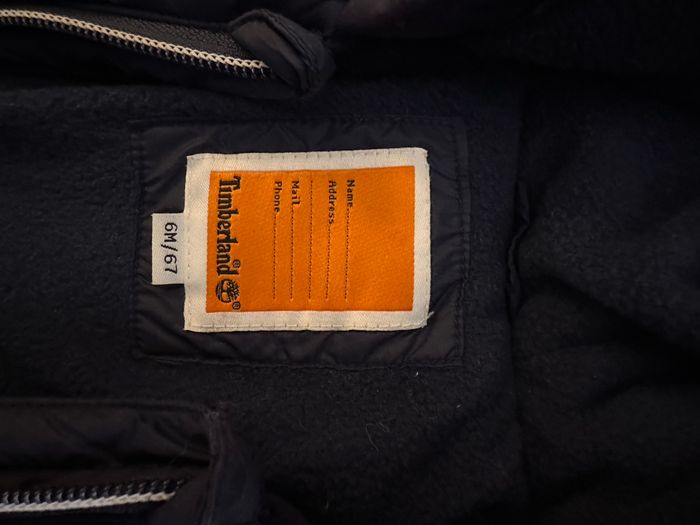 Name
Address
Mail
Phone
Timberland®
®
6M/67